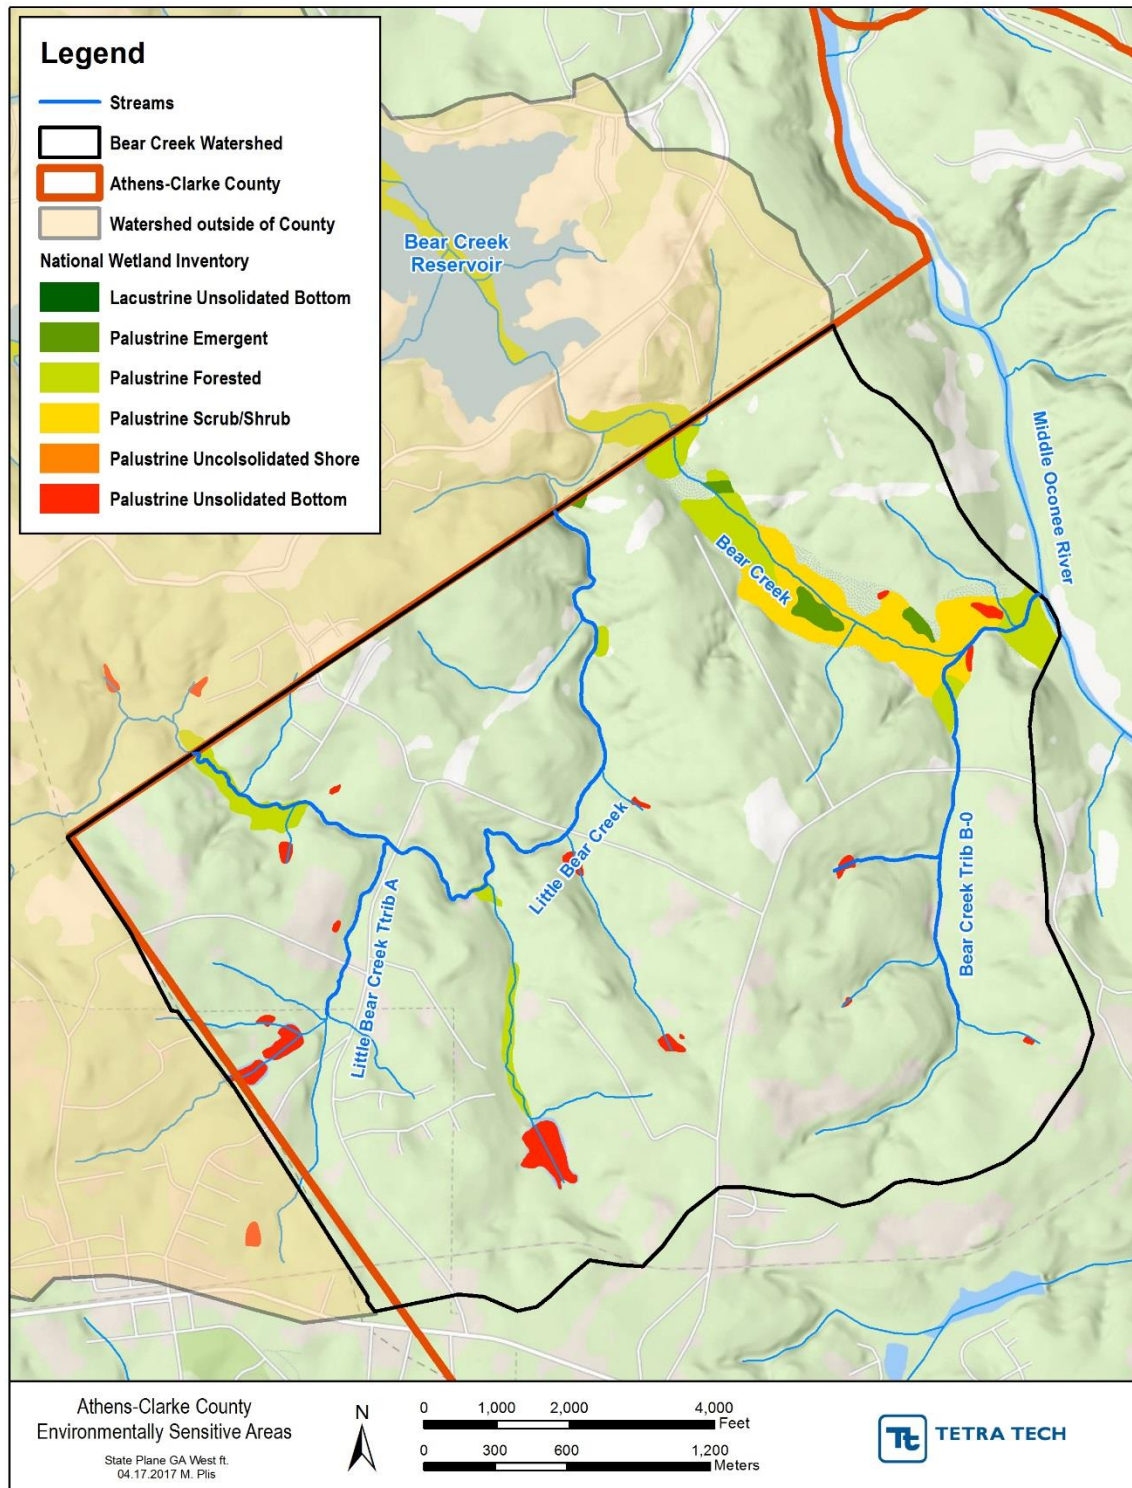 Legend
Streams
Bear Creek Watershed
Athens-Clarke County
Watershed outside of County
National Wetland Inventory
Lacustrine Unsolidated Bottom
Palustrine Emergent
Palustrine Forested
Palustrine Scrub/Shrub
Palustrine Uncolsolidated Shore
Palustrine Unsolidated Bottom
Bear Creek
Reservoir
Middle Oconee River
Bear Creek
Little Bear Creek
Little Bear Creek Ttrib A
Bear Creek Trib B-0
Athens-Clarke County
Environmentally Sensitive Areas
State Plane GA West ft.
04.17.2017 M. Plis
N
0 1,000 2,000 4,000
Feet
0 300 600 1,200
Meters
Tt TETRA TECH